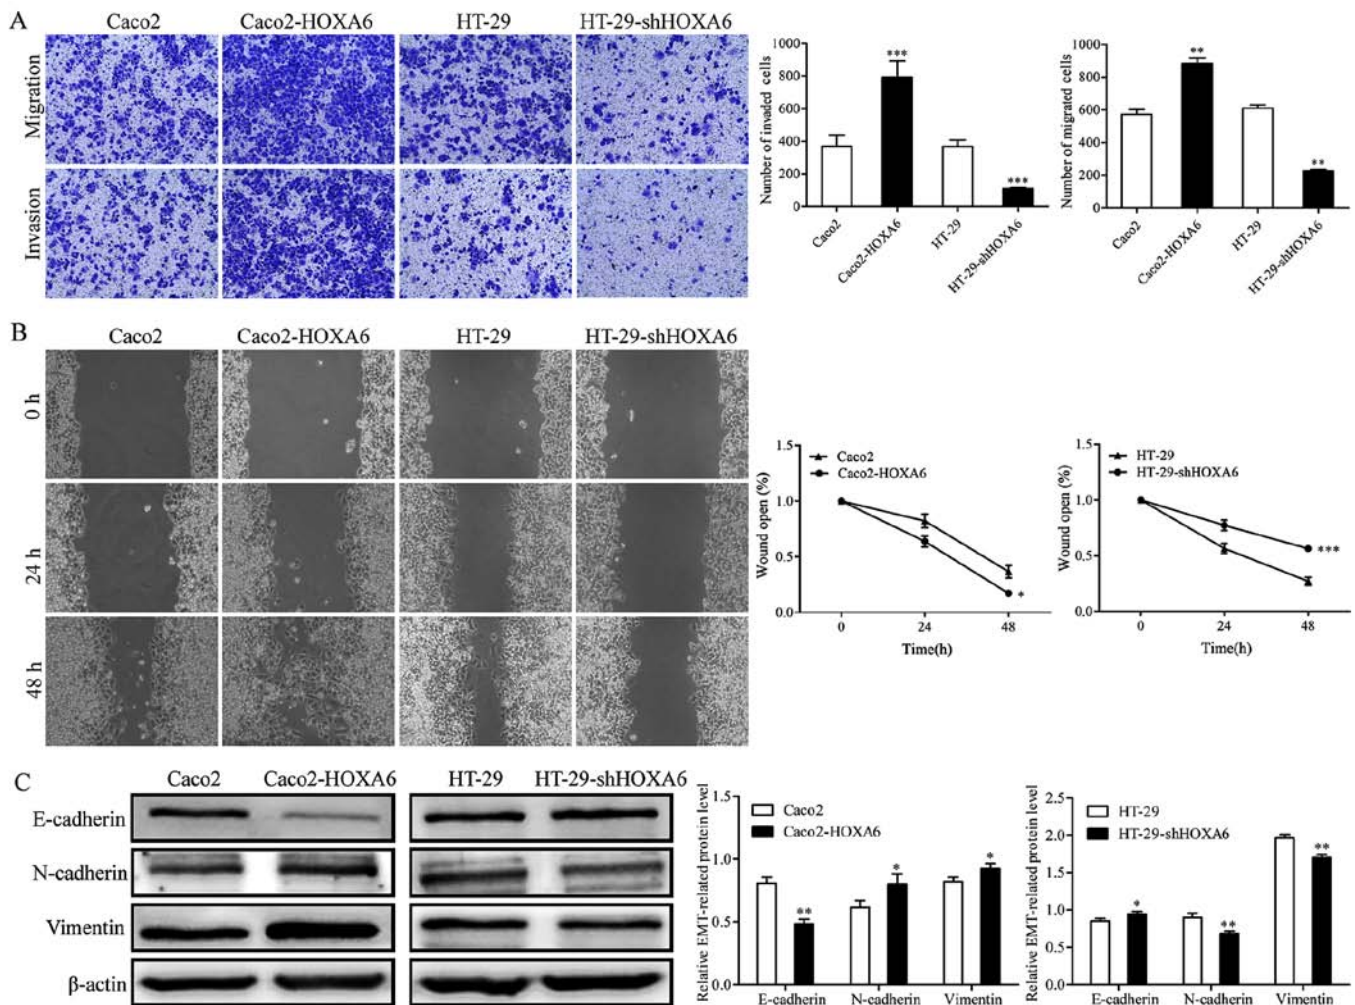 A
Caco2 Caco2-HOXA6 HT-29 HT-29-shHOXA6
Migration
Invasion
Number of invaded cells
1000
800
600
400
200
0
***
***
Caco2
Caco2-HOXA6
HT-29
HT-29-shHOXA6
Number of migrated cells
1000
800
600
400
200
0
**
**
Caco2
Caco2-HOXA6
HT-29
HT-29-shHOXA6
B
Caco2 Caco2-HOXA6 HT-29 HT-29-shHOXA6
0 h
24 h
48 h
Wound open (%)
1.5
1.0
0.5
0.0
Caco2
Caco2-HOXA6
*
0 24 48
Time(h)
Wound open (%)
1.5
1.0
0.5
0.0
HT-29
HT-29-shHOXA6
***
0 24 48
Time(h)
C
Caco2 Caco2-HOXA6 HT-29 HT-29-shHOXA6
E-cadherin
N-cadherin
Vimentin
β-actin
Relative EMT-related protein level
1.5
1.0
0.5
0.0
Caco2
Caco2-HOXA6
**
*
*
E-cadherin N-cadherin Vimentin
Relative EMT-related protein level
2.5
2.0
1.5
1.0
0.5
0.0
HT-29
HT-29-shHOXA6
*
**
**
E-cadherin N-cadherin Vimentin